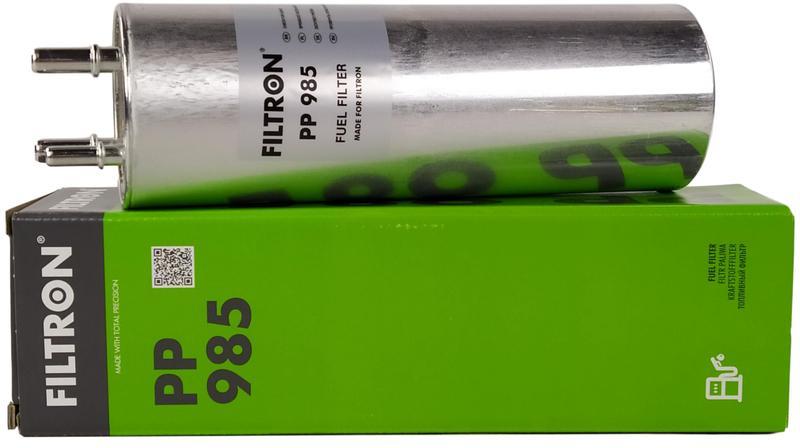 FILTRON®
PP 985
FUEL FILTER
MADE FOR FILTRON
FILTRON®
MADE WITH TOTAL PRECISION
PP
985
FUEL FILTER
FILTR PALIWA
KRAFTSTOFFFILTER
ТОПЛИВНЫЙ ФИЛЬТР